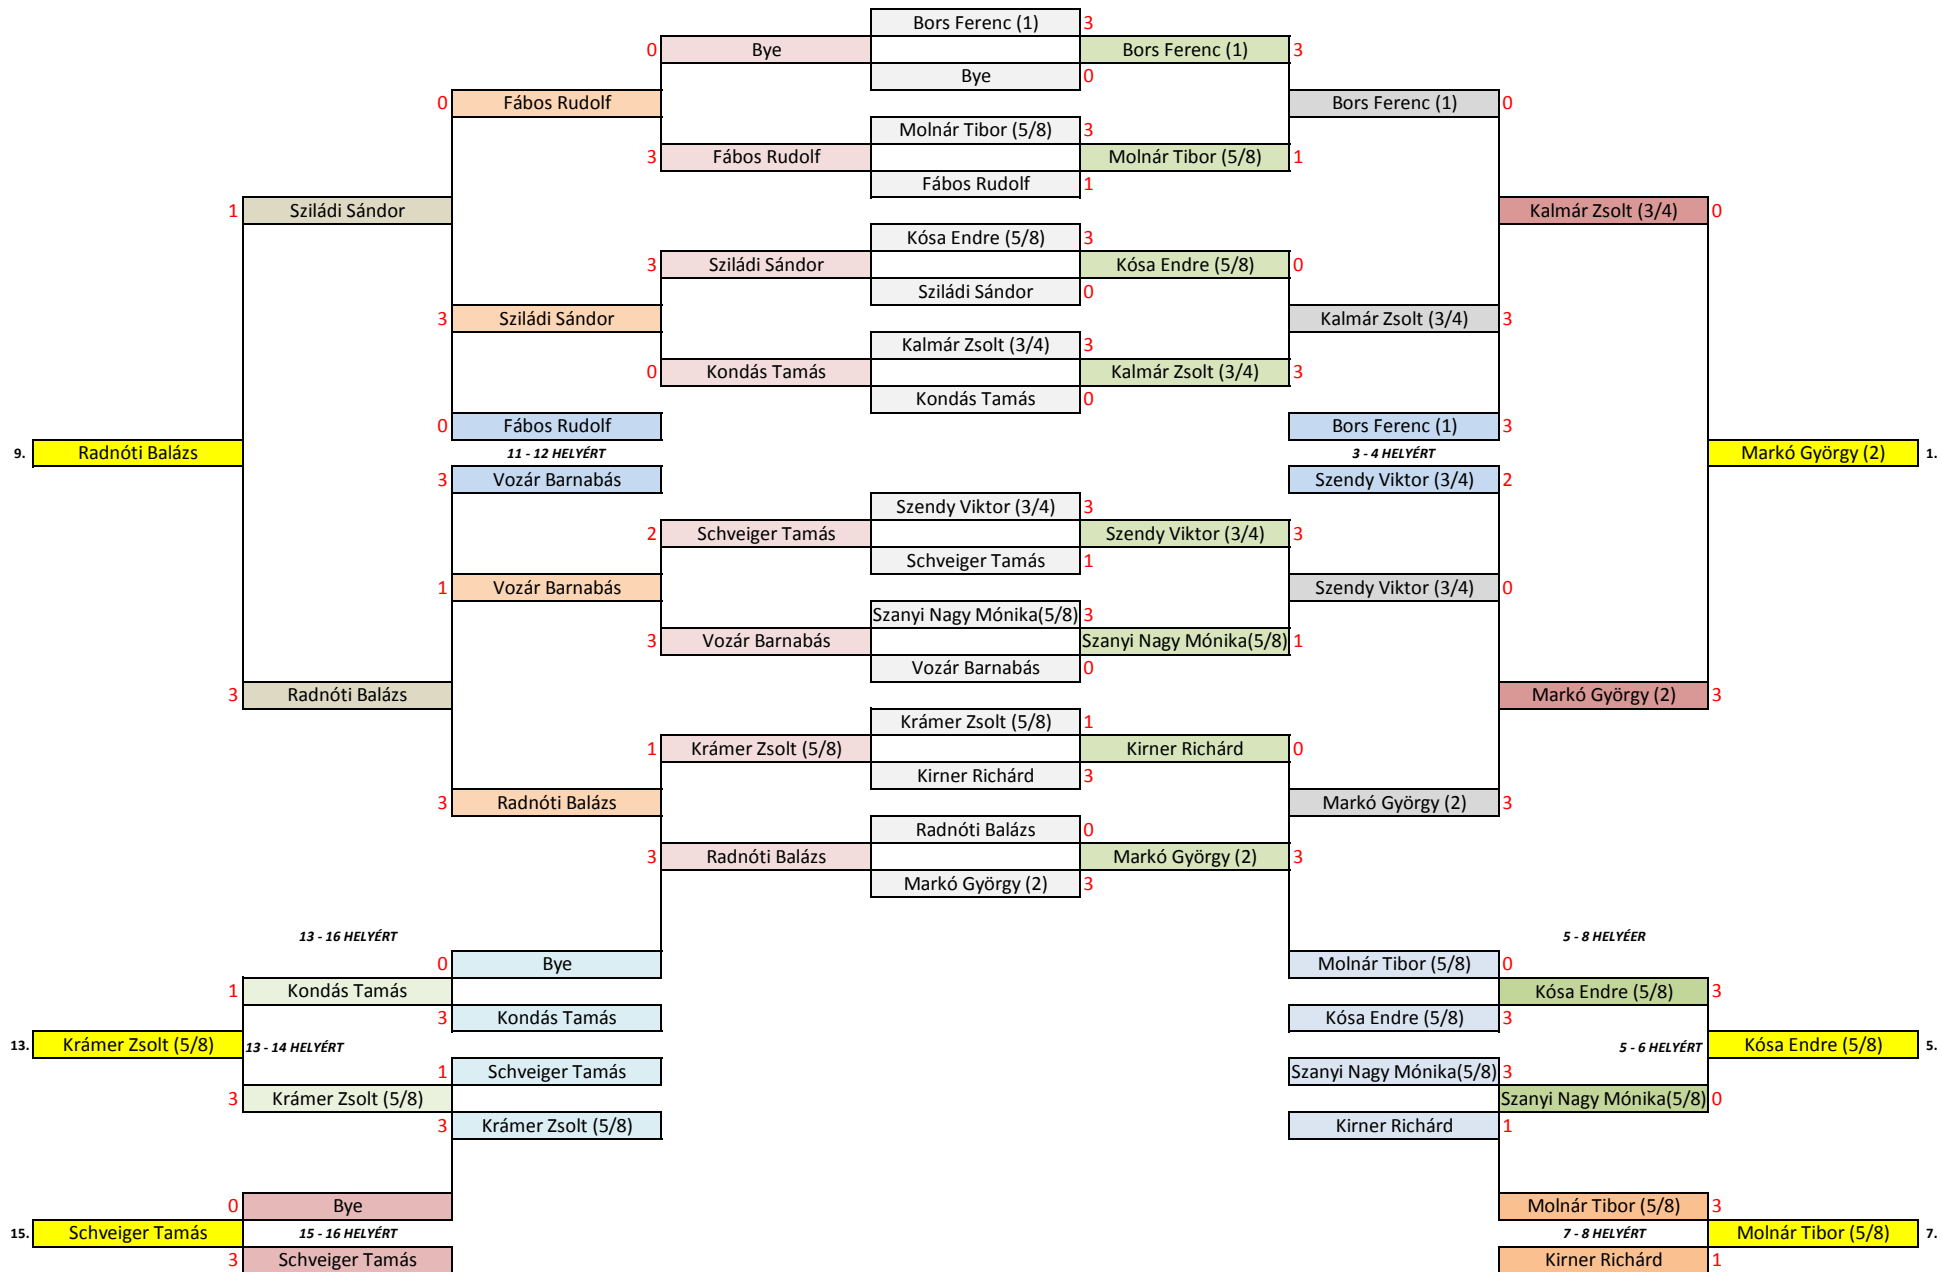 Bors Ferenc (1) 3
0 Bye Bors Ferenc (1) 3
Bye 0
0 Fábos Rudolf Bors Ferenc (1) 0
Molnár Tibor (5/8) 3
3 Fábos Rudolf Molnár Tibor (5/8) 1
Fábos Rudolf 1
1 Sziládi Sándor Kalmár Zsolt (3/4) 0
Kósa Endre (5/8) 3
3 Sziládi Sándor Kósa Endre (5/8) 0
Sziládi Sándor 0
3 Sziládi Sándor Kalmár Zsolt (3/4) 3
Kalmár Zsolt (3/4) 3
0 Kondás Tamás Kalmár Zsolt (3/4) 3
Kondás Tamás 0
0 Fábos Rudolf Bors Ferenc (1) 3
9. Radnóti Balázs 11 - 12 HELYÉRT 3 - 4 HELYÉRT Markó György (2) 1.
3 Vozár Barnabás Szendy Viktor (3/4) 2
Szendy Viktor (3/4) 3
2 Schveiger Tamás Szendy Viktor (3/4) 3
Schveiger Tamás 1
1 Vozár Barnabás Szendy Viktor (3/4) 0
Szanyi Nagy Mónika(5/8) 3
3 Vozár Barnabás Szanyi Nagy Mónika(5/8) 1
Vozár Barnabás 0
3 Radnóti Balázs Markó György (2) 3
Krámer Zsolt (5/8) 1
1 Krámer Zsolt (5/8) Kirner Richárd 0
Kirner Richárd 3
3 Radnóti Balázs Markó György (2) 3
Radnóti Balázs 0
3 Radnóti Balázs Markó György (2) 3
Markó György (2) 3
13 - 16 HELYÉRT 5 - 8 HELYÉER
0 Bye Molnár Tibor (5/8) 0
1 Kondás Tamás Kósa Endre (5/8) 3
3 Kondás Tamás Kósa Endre (5/8) 3
13. Krámer Zsolt (5/8) 13 - 14 HELYÉRT 5 - 6 HELYÉRT Kósa Endre (5/8) 5.
1 Schveiger Tamás Szanyi Nagy Mónika(5/8) 3
3 Krámer Zsolt (5/8) Szanyi Nagy Mónika(5/8) 0
3 Krámer Zsolt (5/8) Kirner Richárd 1
0 Bye Molnár Tibor (5/8) 3
15. Schveiger Tamás 15 - 16 HELYÉRT 7 - 8 HELYÉRT Molnár Tibor (5/8) 7.
3 Schveiger Tamás Kirner Richárd 1